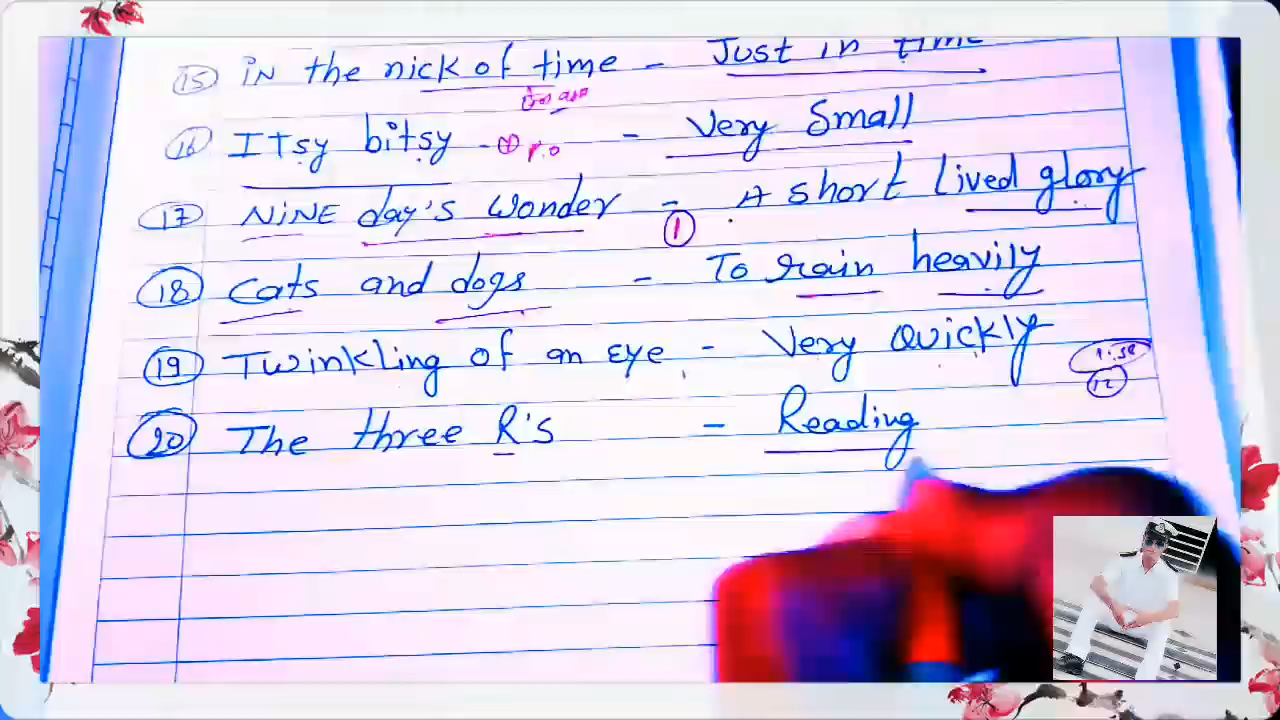 15 IN the nick of time - Just in time
16 Itsy bitsy - Very Small
17 NINE day's wonder - A short lived glory
1
18 Cats and dogs - To rain heavily
19 Twinkling of an eye - Very Quickly
12
20 The three R's - Reading